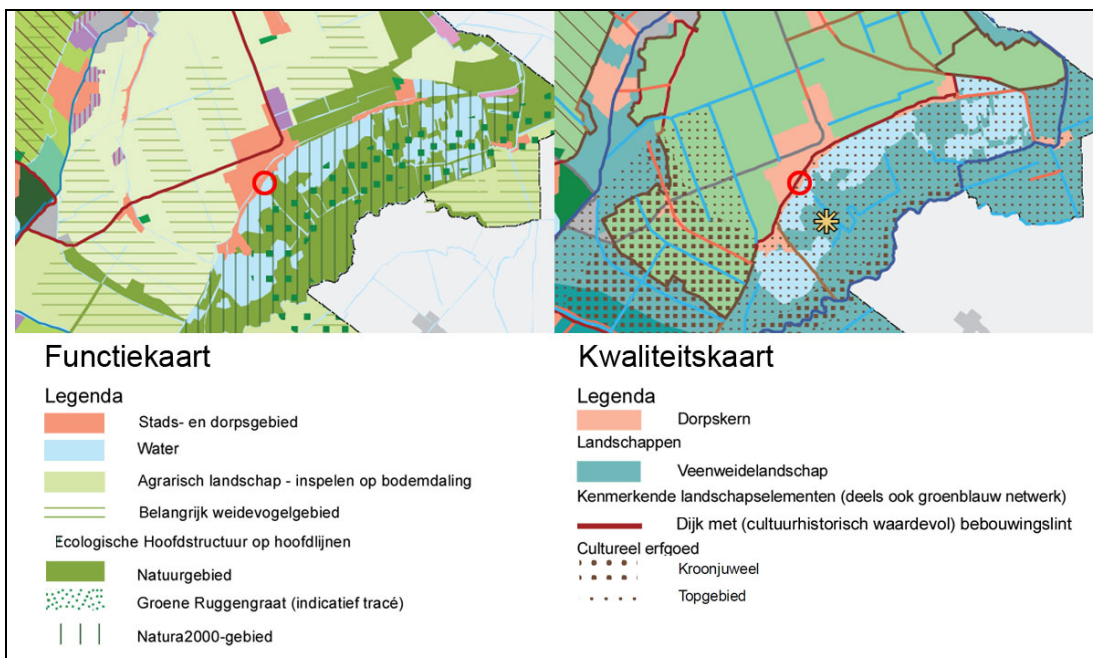 Functiekaart
Legenda
Stads- en dorpsgebied
Water
Agrarisch landschap - inspelen op bodemdaling
Belangrijk weidevogelgebied
Ecologische Hoofdstructuur op hoofdlijnen
Natuurgebied
Groene Ruggengraat (indicatief tracé)
Natura2000-gebied
Kwaliteitskaart
Legenda
Dorpskern
Landschappen
Veenweidelandschap
Kenmerkende landschapselementen (deels ook groenblauw netwerk)
Dijk met (cultuurhistorisch waardevol) bebouwingslint
Cultureel erfgoed
Kroonjuweel
Topgebied